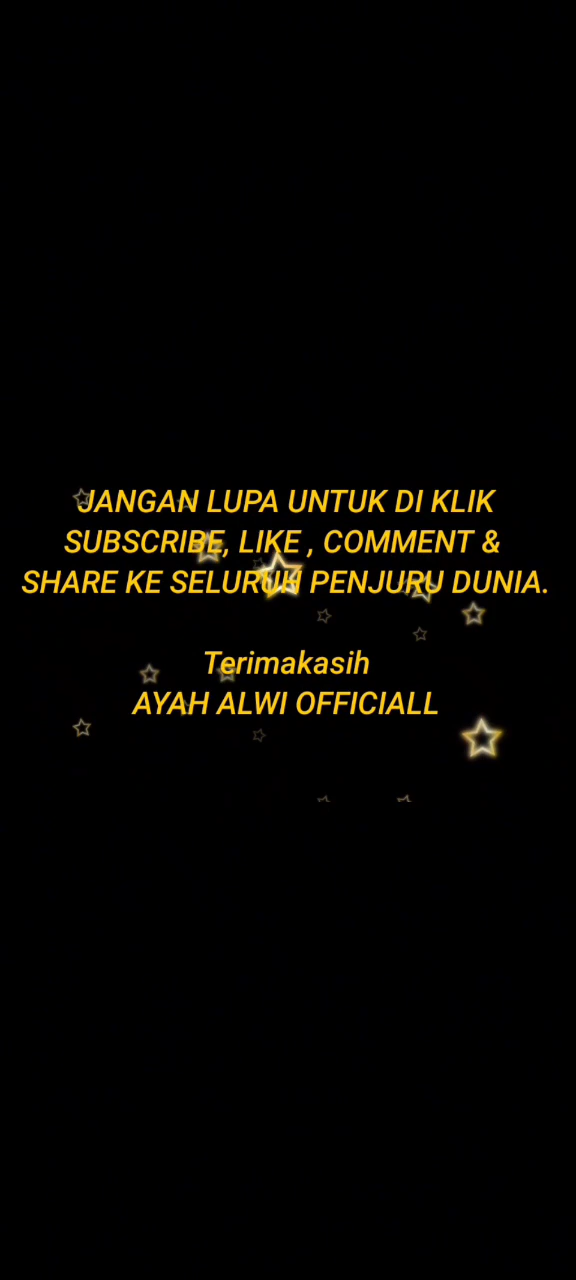 JANGAN LUPA UNTUK DI KLIK
SUBSCRIBE, LIKE , COMMENT &
SHARE KE SELURUH PENJURU DUNIA.
Terimakasih
AYAH ALWI OFFICIALL